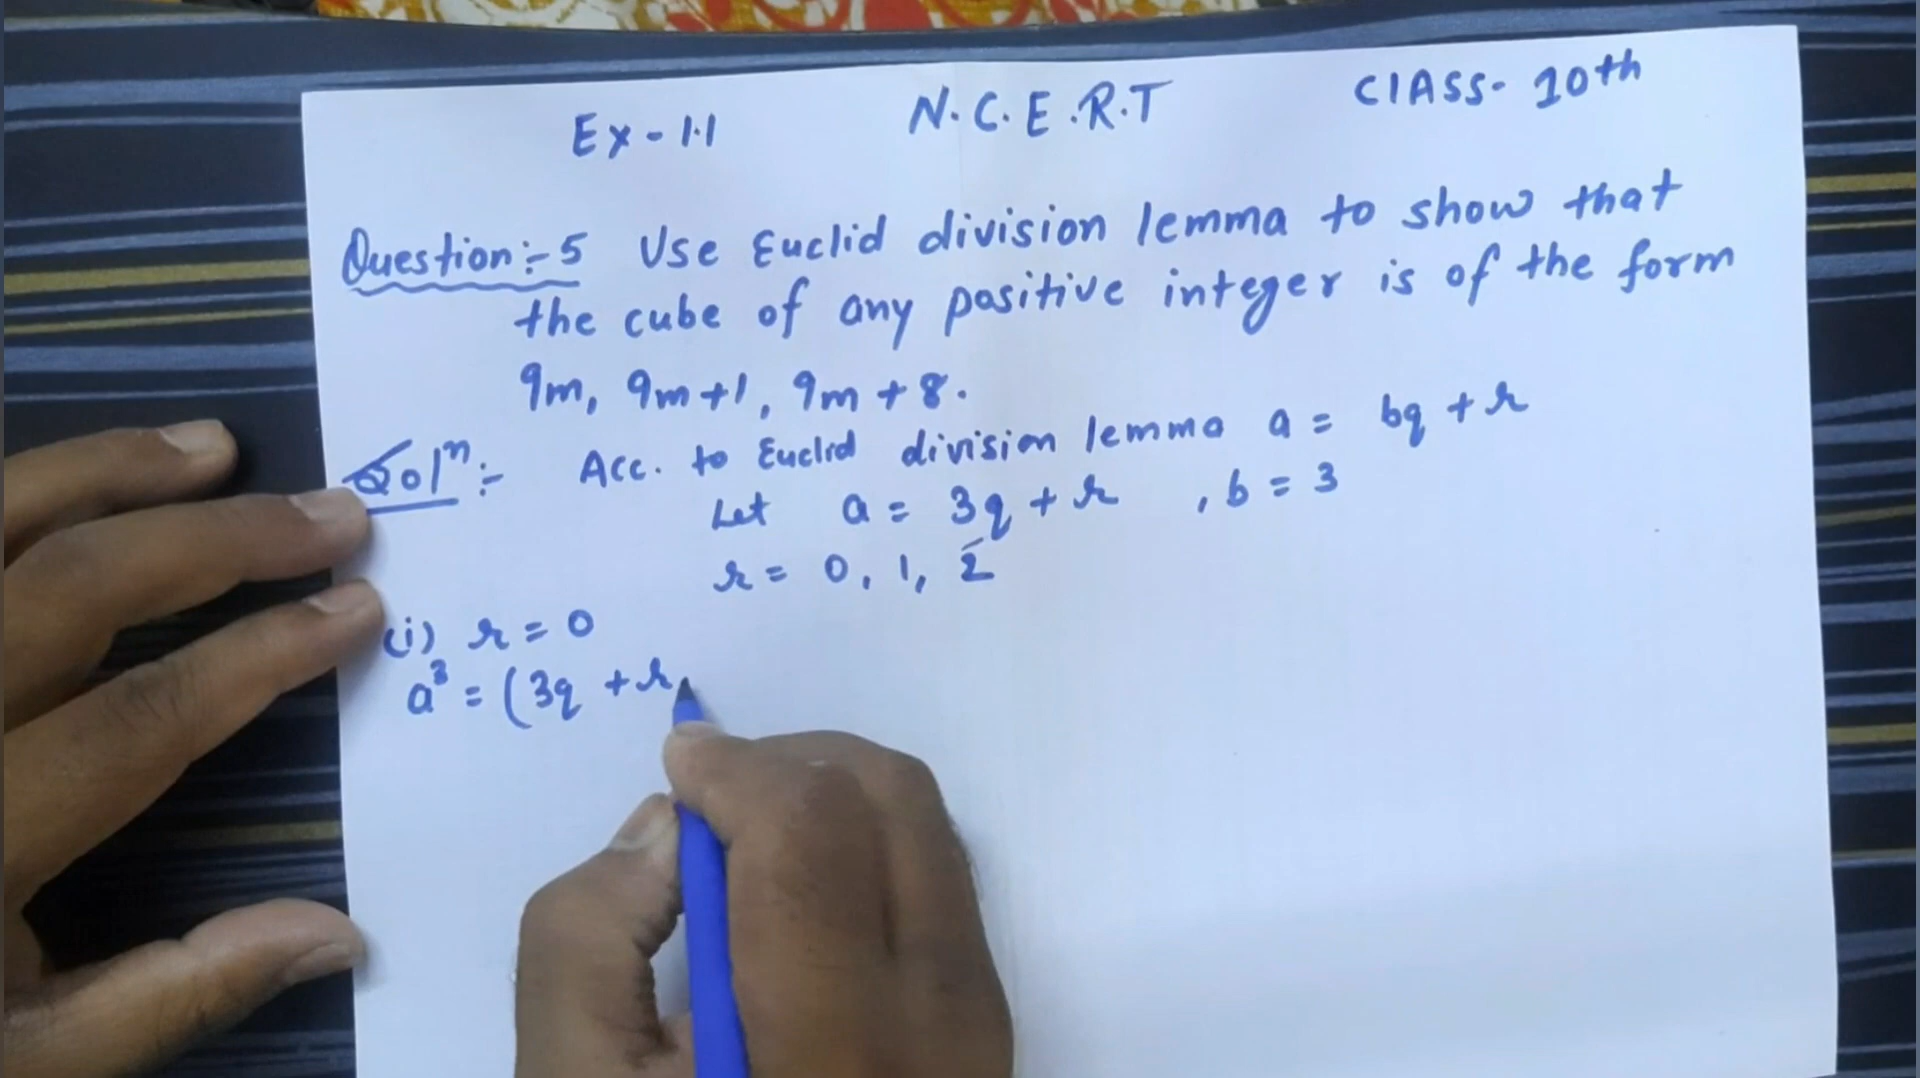 Ex-1.1 N.C.E.R.T CLASS- 10th
Question:-5 Use Euclid division lemma to show that
the cube of any positive integer is of the form
9m, 9m+1, 9m+8.
Solⁿ:- Acc. to Euclid division lemma a = bq + r
Let a = 3q + r , b = 3
r = 0, 1, 2
(i) r = 0
a³ = (3q + r